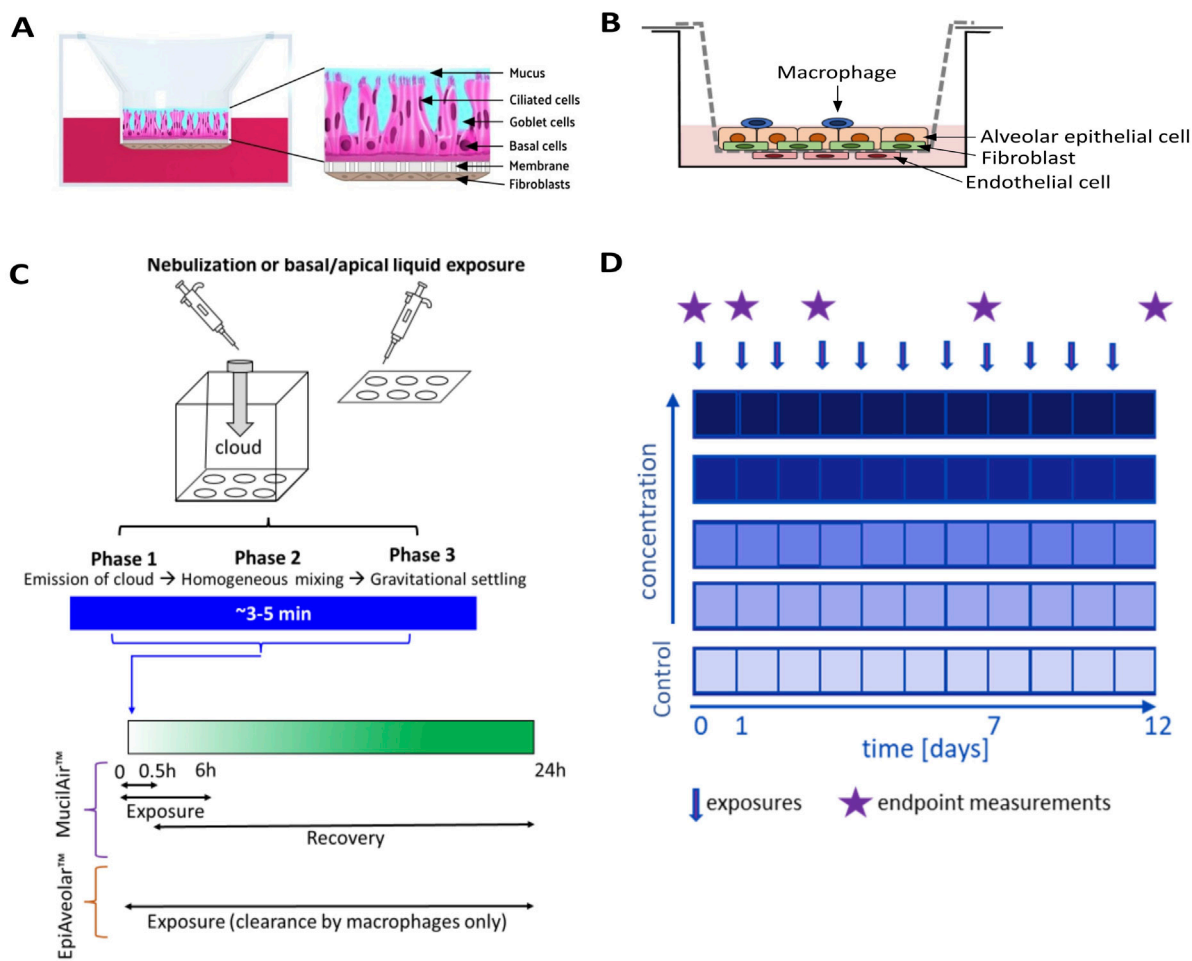 A
Mucus
Ciliated cells
Goblet cells
Basal cells
Membrane
Fibroblasts
B
Macrophage
Alveolar epithelial cell
Fibroblast
Endothelial cell
C
Nebulization or basal/apical liquid exposure
cloud
Phase 1 Phase 2 Phase 3
Emission of cloud → Homogeneous mixing → Gravitational settling
~3-5 min
0 0.5h 6h 24h
MucilAir™
Exposure
Recovery
EpiAveolar™
Exposure (clearance by macrophages only)
D
concentration
Control
0 1 7 12
time [days]
exposures endpoint measurements